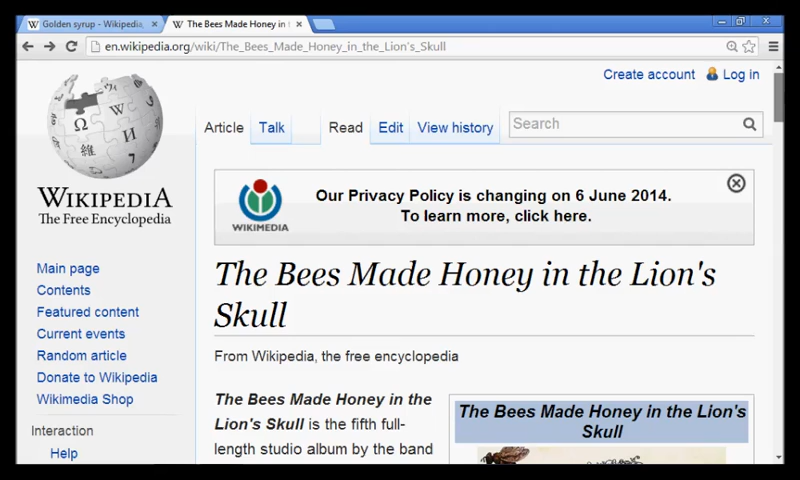 Golden syrup - Wikipedia,
The Bees Made Honey in t
en.wikipedia.org/wiki/The_Bees_Made_Honey_in_the_Lion's_Skull
Create account Log in
Article Talk Read Edit View history Search
WIKIPEDIA
The Free Encyclopedia
Our Privacy Policy is changing on 6 June 2014.
To learn more, click here.
WIKIMEDIA
Main page
Contents
Featured content
Current events
Random article
Donate to Wikipedia
Wikimedia Shop
Interaction
Help
The Bees Made Honey in the Lion's
Skull
From Wikipedia, the free encyclopedia
The Bees Made Honey in the
Lion's Skull is the fifth full-
length studio album by the band
The Bees Made Honey in the Lion's
Skull